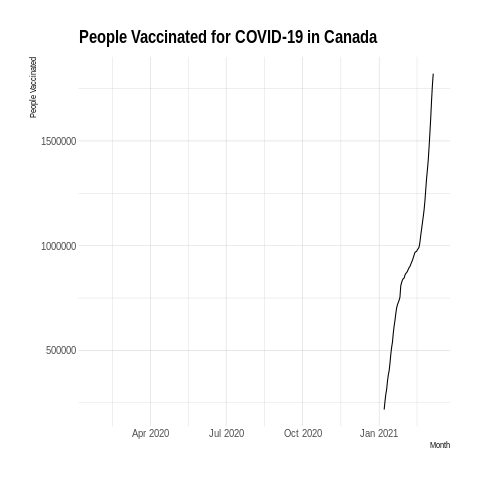 People Vaccinated for COVID-19 in Canada
People Vaccinated
1500000
1000000
500000
Apr 2020
Jul 2020
Oct 2020
Jan 2021
Month